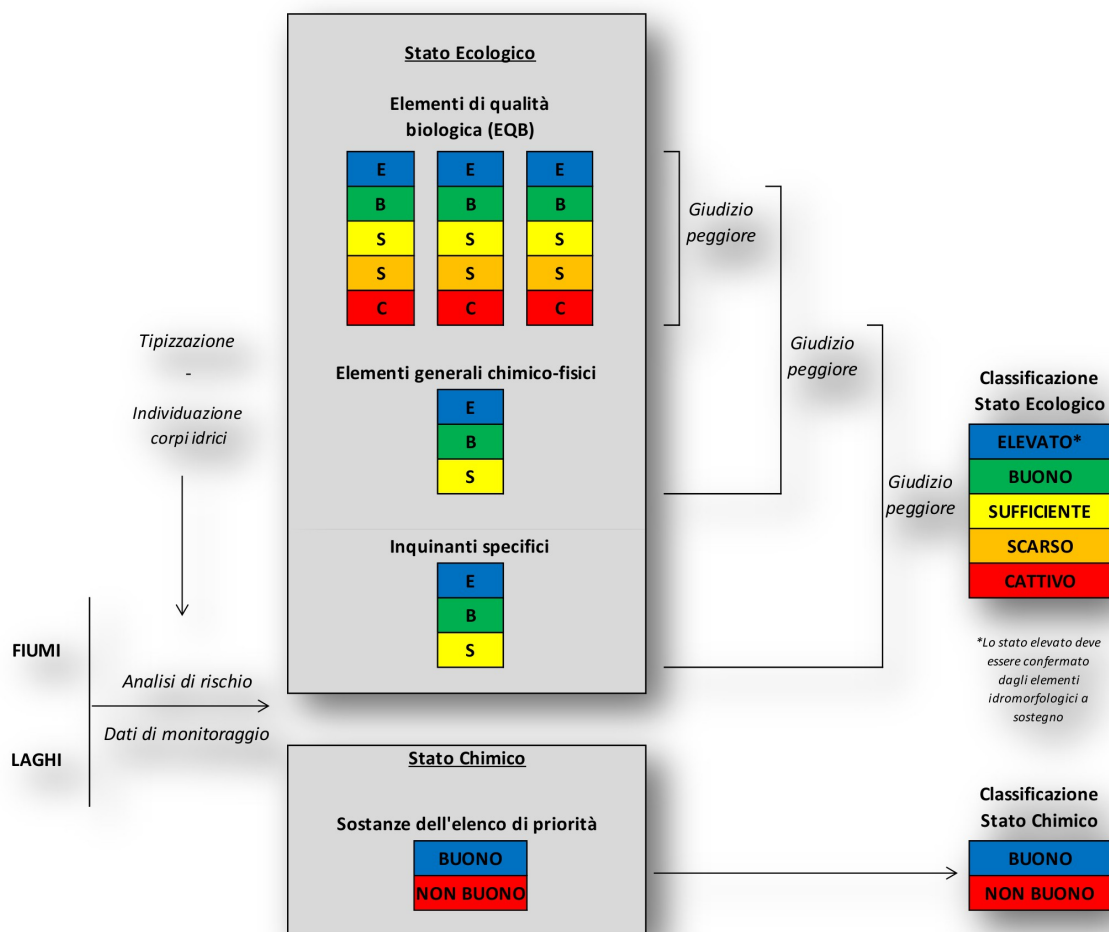 Stato Ecologico
Elementi di qualità
biologica (EQB)
E E E
B B B
S S S
S S S
C C C
Giudizio
peggiore
Tipizzazione
-
Individuazione
corpi idrici
Elementi generali chimico-fisici
E
B
S
Giudizio
peggiore
Inquinanti specifici
E
B
S
Giudizio
peggiore
Classificazione
Stato Ecologico
ELEVATO*
BUONO
SUFFICIENTE
SCARSO
CATTIVO
*Lo stato elevato deve
essere confermato
dagli elementi
idromorfologici a
sostegno
FIUMI
LAGHI
Analisi di rischio
Dati di monitoraggio
Stato Chimico
Sostanze dell'elenco di priorità
BUONO
NON BUONO
Classificazione
Stato Chimico
BUONO
NON BUONO